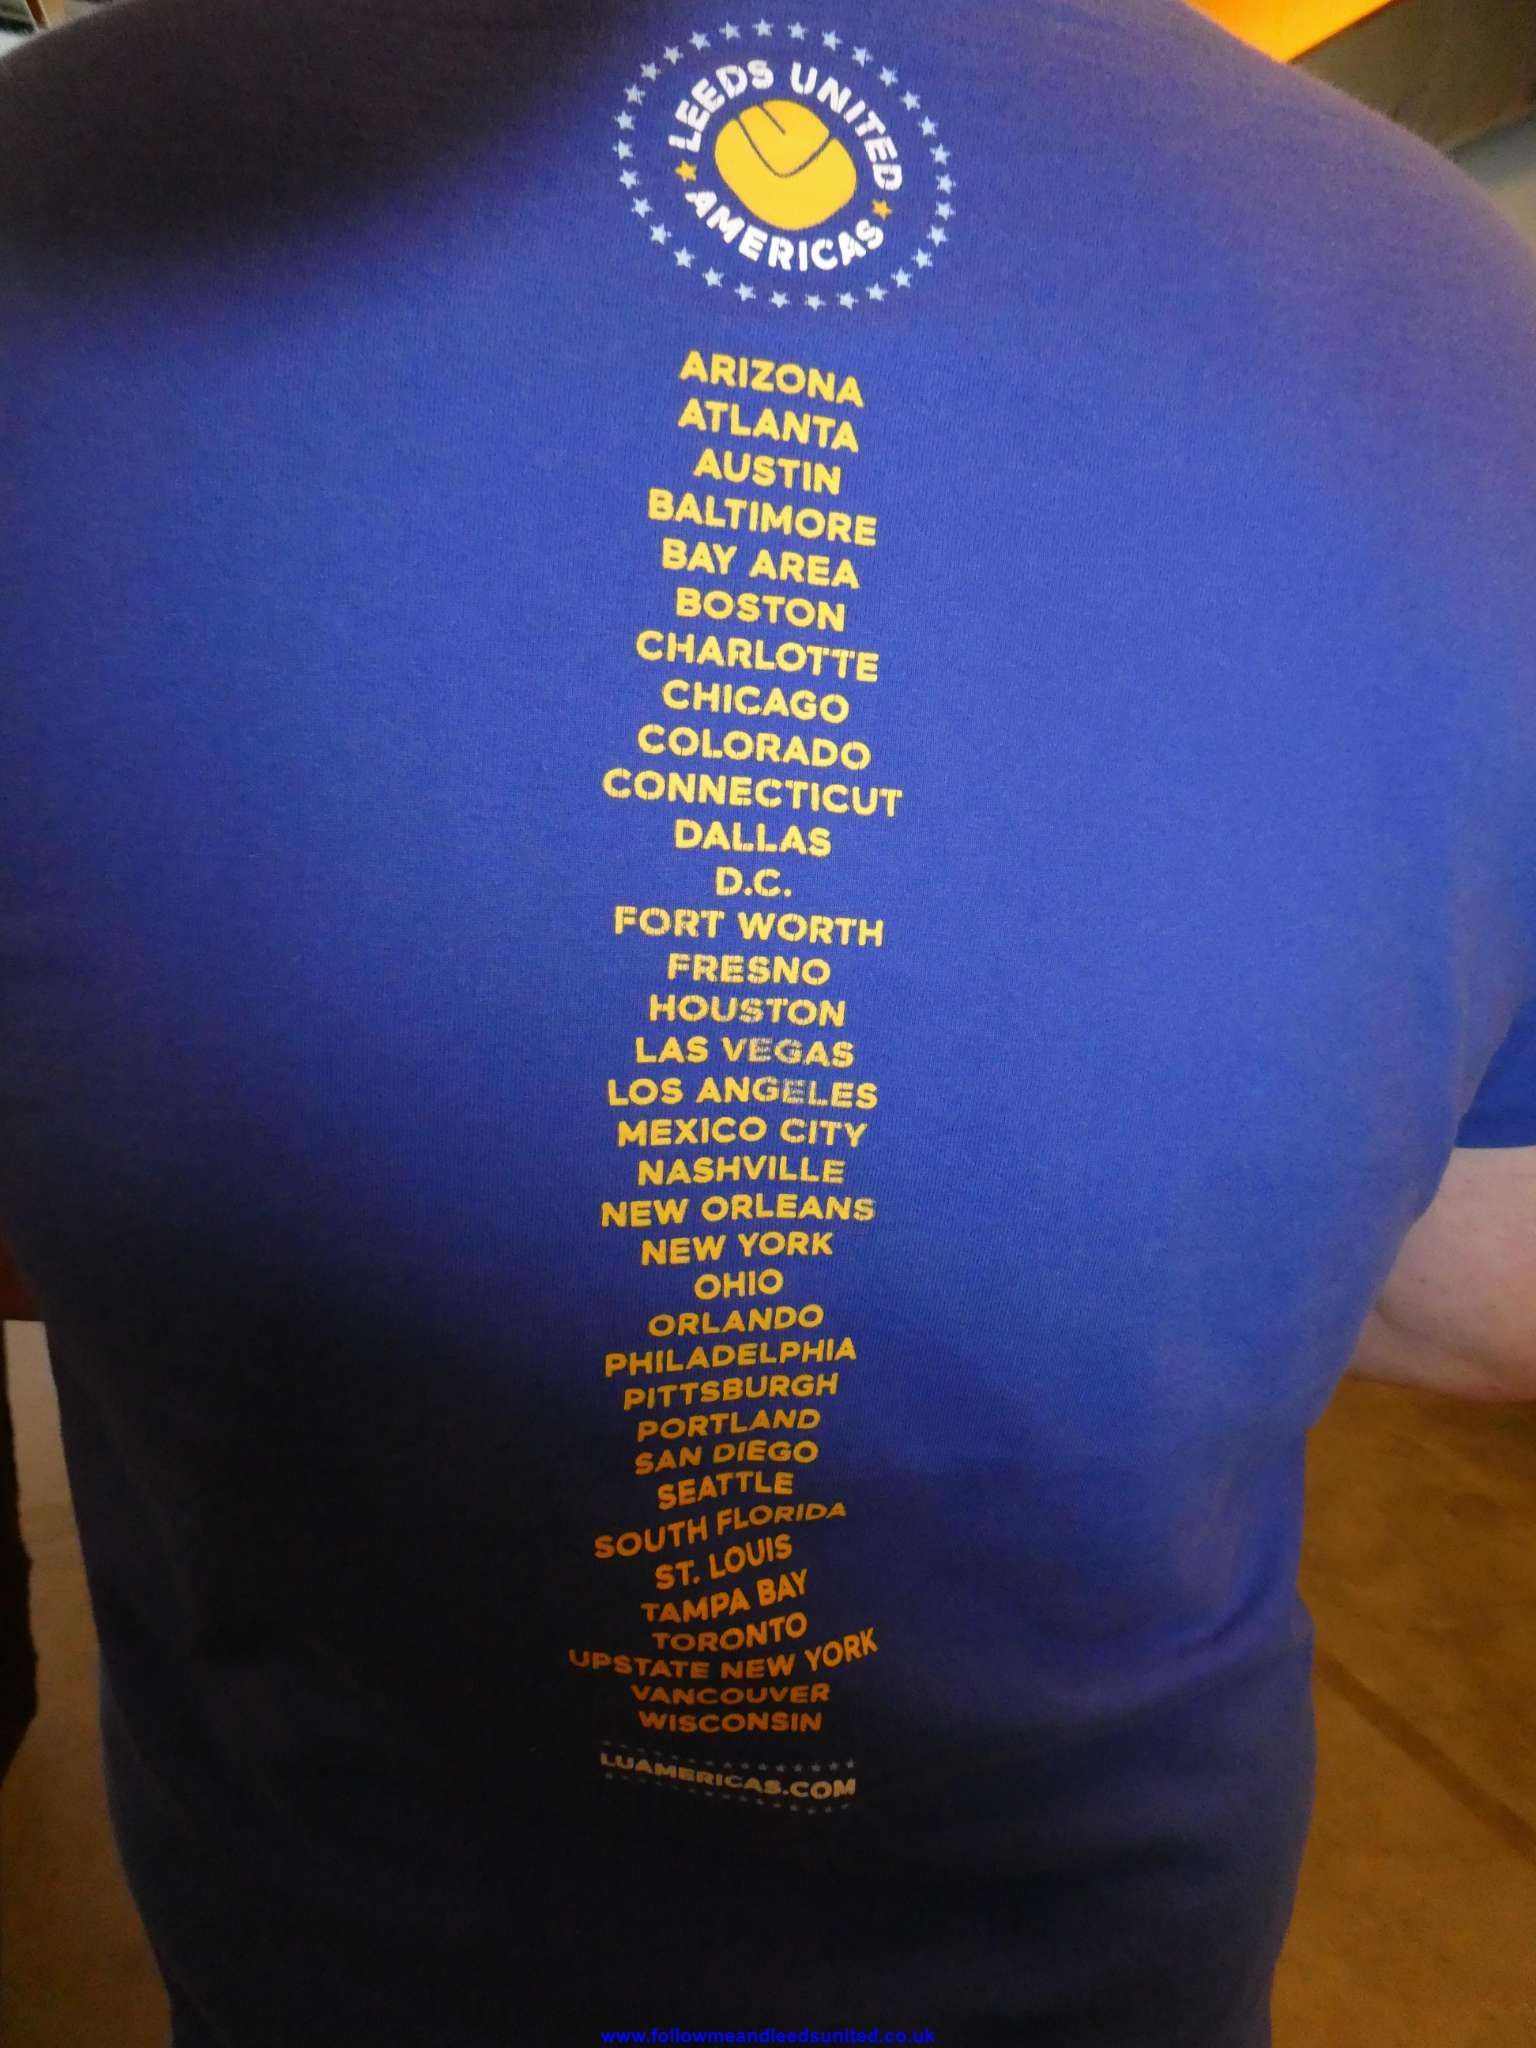 LEEDS UNITED
AMERICAS
ARIZONA
ATLANTA
AUSTIN
BALTIMORE
BAY AREA
BOSTON
CHARLOTTE
CHICAGO
COLORADO
CONNECTICUT
DALLAS
D.C.
FORT WORTH
FRESNO
HOUSTON
LAS VEGAS
LOS ANGELES
MEXICO CITY
NASHVILLE
NEW ORLEANS
NEW YORK
OHIO
ORLANDO
PHILADELPHIA
PITTSBURGH
PORTLAND
SAN DIEGO
SEATTLE
SOUTH FLORIDA
ST. LOUIS
TAMPA BAY
TORONTO
UPSTATE NEW YORK
VANCOUVER
WISCONSIN
LUAMERICAS.COM
www.followmeandleedsunited.co.uk